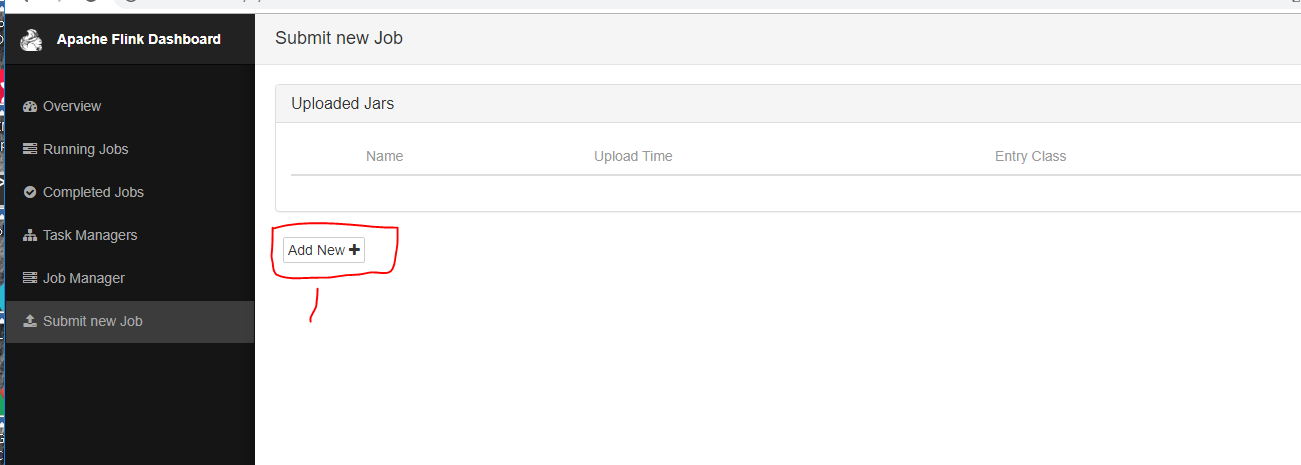 Apache Flink Dashboard
Submit new Job
Overview
Running Jobs
Completed Jobs
Task Managers
Job Manager
Submit new Job
Uploaded Jars
Name Upload Time Entry Class
Add New